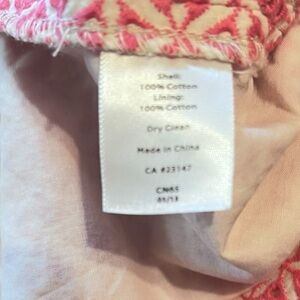 Shell:
100% Cotton
Lining:
100% Cotton
Dry Clean
Made in China
CA #23147
CN65
01/13